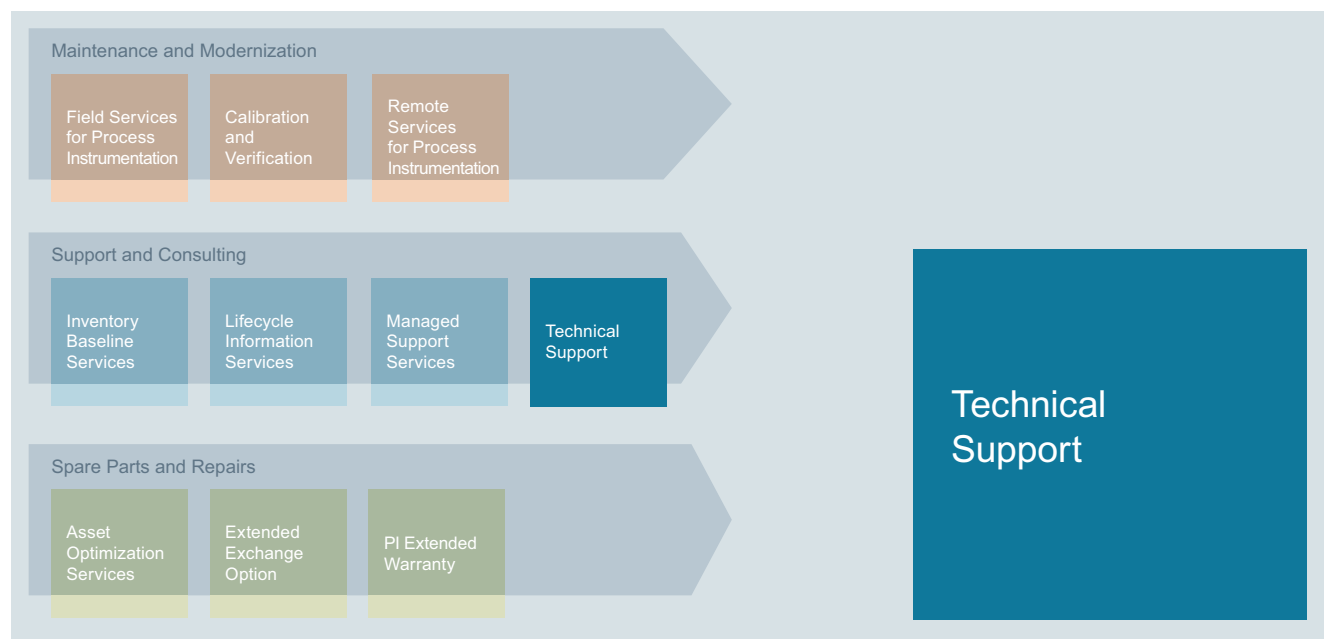 Maintenance and Modernization
Field Services
for Process
Instrumentation
Calibration
and
Verification
Remote
Services
for Process
Instrumentation
Support and Consulting
Inventory
Baseline
Services
Lifecycle
Information
Services
Managed
Support
Services
Technical
Support
Technical
Support
Spare Parts and Repairs
Asset
Optimization
Services
Extended
Exchange
Option
PI Extended
Warranty